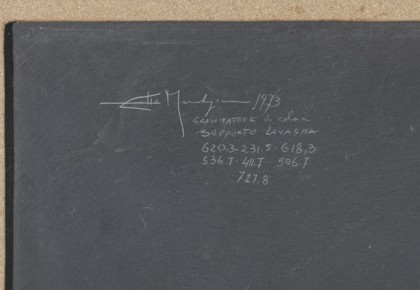 1973
GRANITATORE di colore
SUPPORTO LAVAGNA
620.3-231.5-618,3
536.7-411.7 506.7
727.8